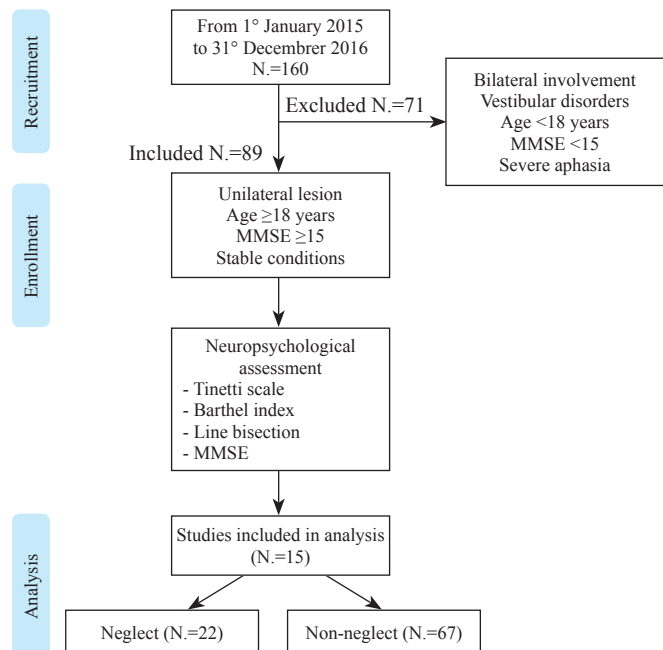 Recruitment
From 1° January 2015
to 31° Decembrer 2016
N.=160
Excluded N.=71
Bilateral involvement
Vestibular disorders
Age <18 years
MMSE <15
Severe aphasia
Included N.=89
Enrollment
Unilateral lesion
Age ≥18 years
MMSE ≥15
Stable conditions
Neuropsychological
assessment
- Tinetti scale
- Barthel index
- Line bisection
- MMSE
Analysis
Studies included in analysis
(N.=15)
Neglect (N.=22)
Non-neglect (N.=67)